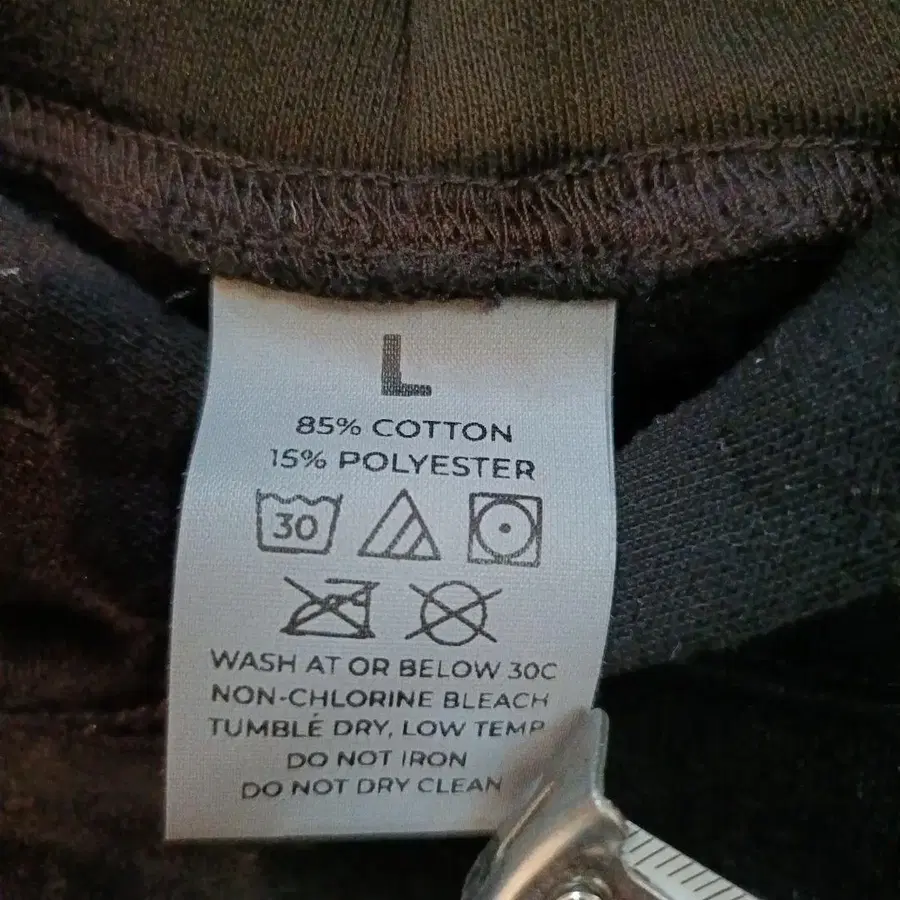 L
85% COTTON
15% POLYESTER
30
WASH AT OR BELOW 30C
NON-CHLORINE BLEACH
TUMBLÉ DRY, LOW TEMP
DO NOT IRON
DO NOT DRY CLEAN